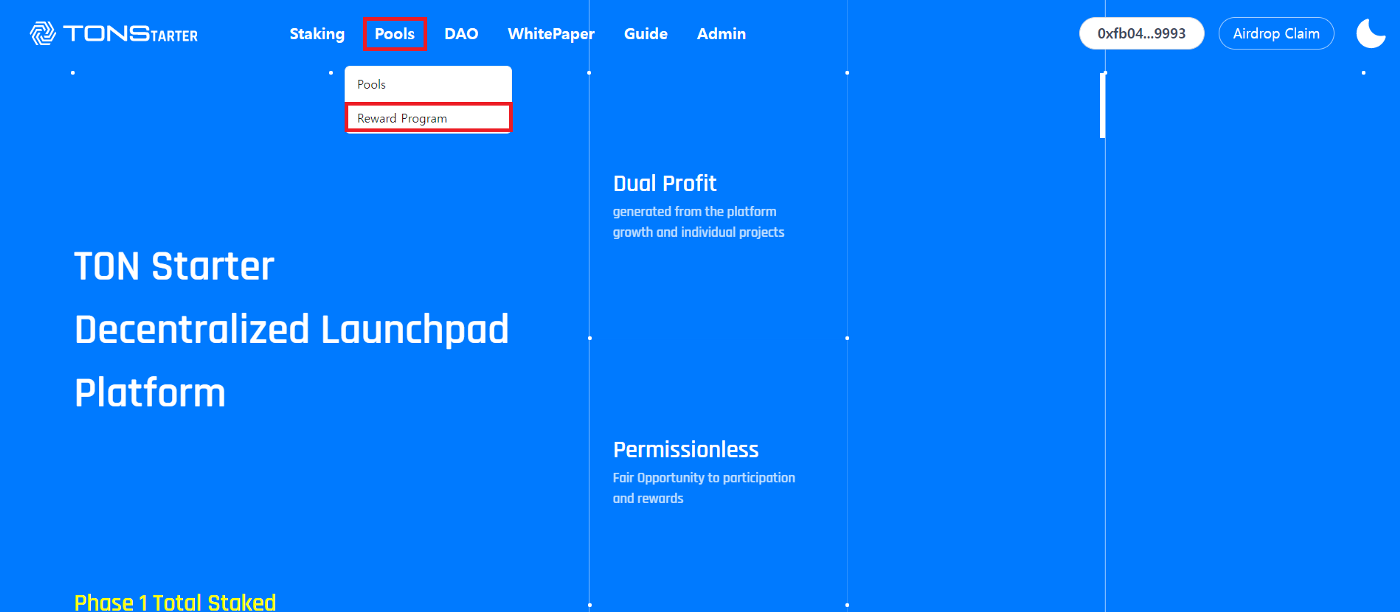 TONSTARTER
Staking Pools DAO WhitePaper Guide Admin
0xfb04...9993 Airdrop Claim
Pools
Reward Program
Dual Profit
generated from the platform
growth and individual projects
TON Starter
Decentralized Launchpad
Platform
Permissionless
Fair Opportunity to participation
and rewards
Phase 1 Total Staked